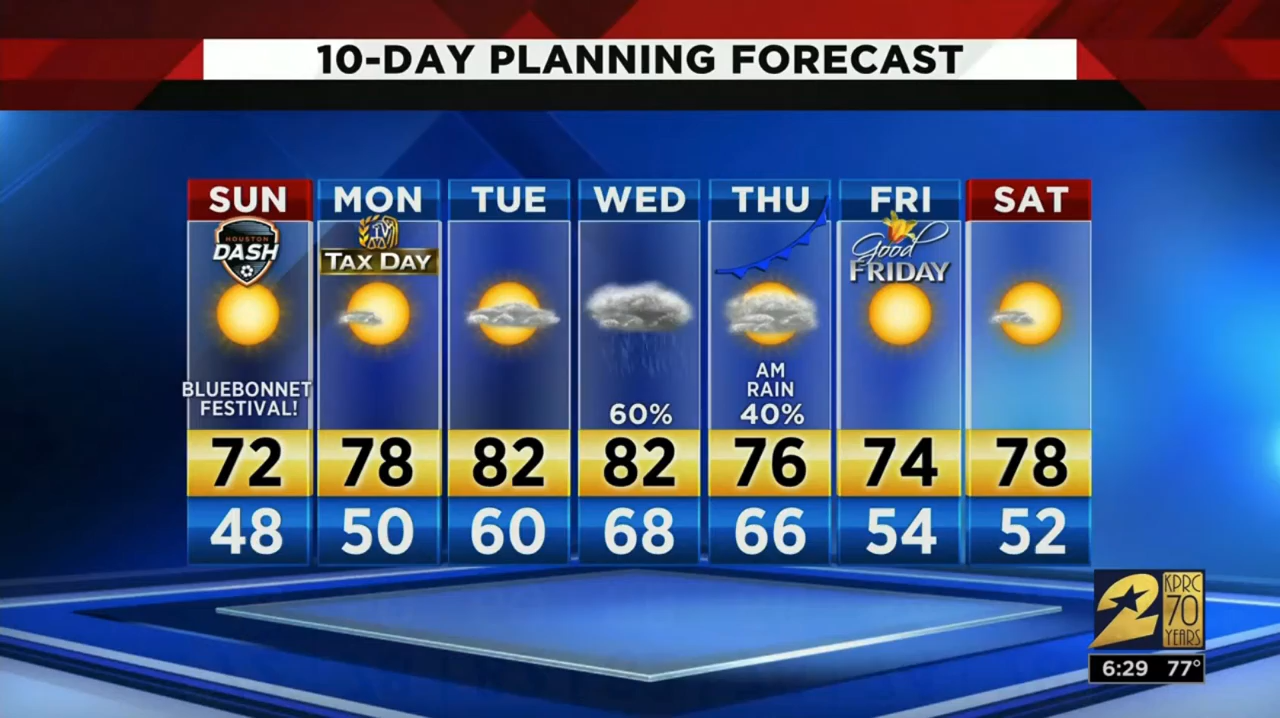 10-DAY PLANNING FORECAST
SUN MON TUE WED THU FRI SAT
HOUSTON
DASH
TAX DAY
Good
FRIDAY
BLUEBONNET
FESTIVAL!
60%
AM
RAIN
40%
72 78 82 82 76 74 78
48 50 60 68 66 54 52
2
KPRC
70
YEARS
6:29 77°